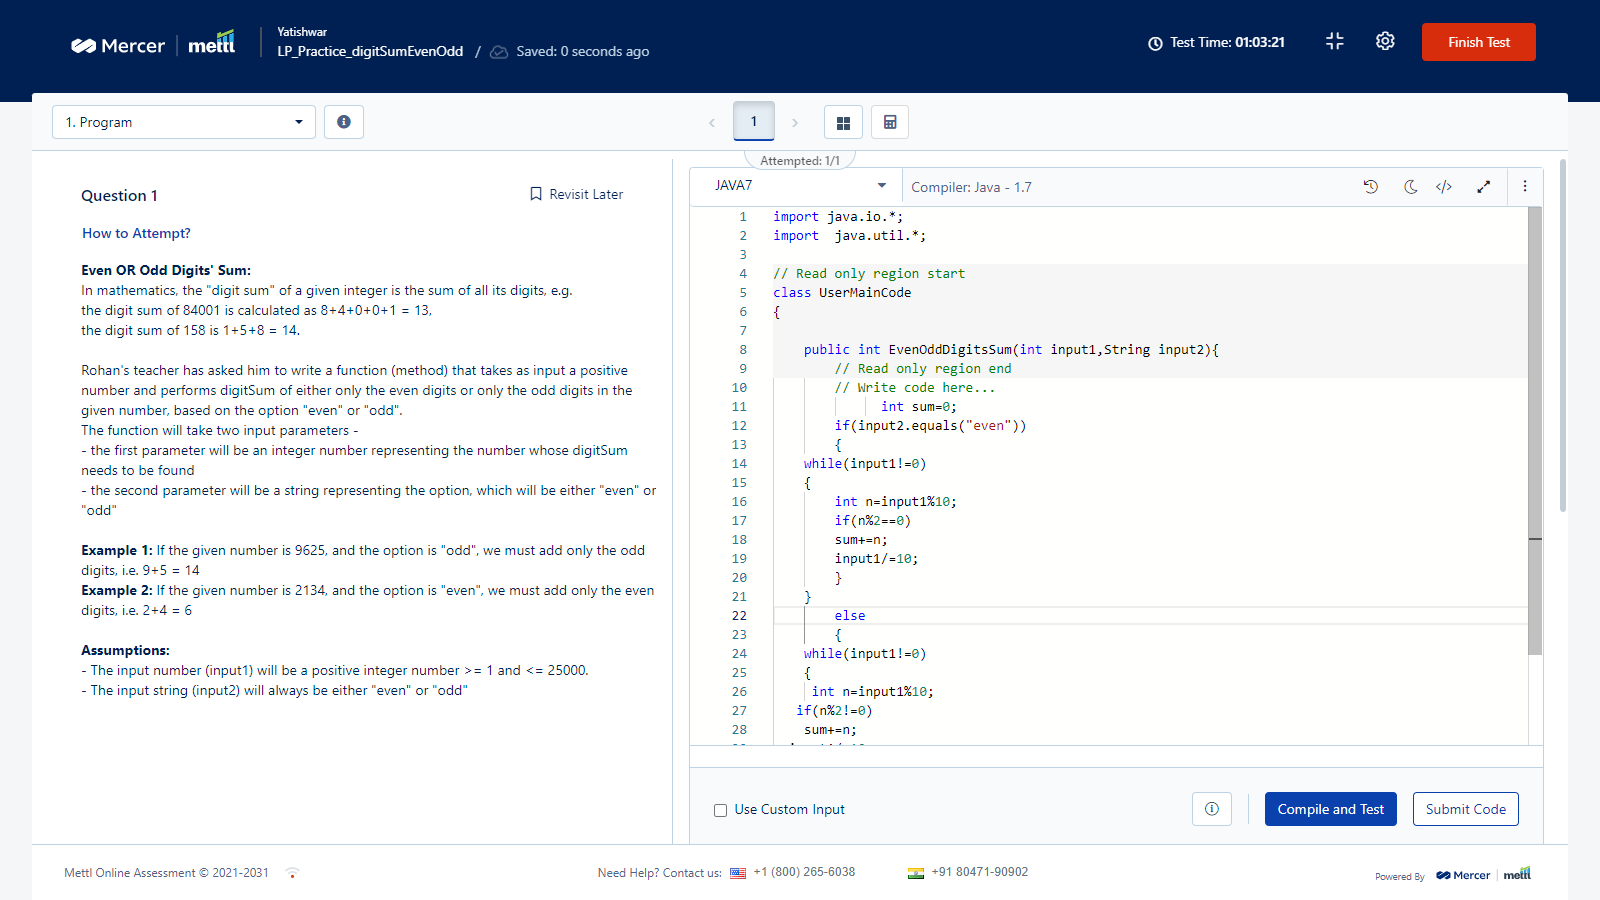 Mercer
mettl
Yatishwar
LP_Practice_digitSumEvenOdd / Saved: 0 seconds ago
Test Time: 01:03:21
Finish Test
1. Program
1
Attempted: 1/1
Question 1
Revisit Later
How to Attempt?
Even OR Odd Digits' Sum:
In mathematics, the "digit sum" of a given integer is the sum of all its digits, e.g.
the digit sum of 84001 is calculated as 8+4+0+0+1 = 13,
the digit sum of 158 is 1+5+8 = 14.
Rohan's teacher has asked him to write a function (method) that takes as input a positive
number and performs digitSum of either only the even digits or only the odd digits in the
given number, based on the option "even" or "odd".
The function will take two input parameters -
- the first parameter will be an integer number representing the number whose digitSum
needs to be found
- the second parameter will be a string representing the option, which will be either "even" or
"odd"
Example 1: If the given number is 9625, and the option is "odd", we must add only the odd
digits, i.e. 9+5 = 14
Example 2: If the given number is 2134, and the option is "even", we must add only the even
digits, i.e. 2+4 = 6
Assumptions:
- The input number (input1) will be a positive integer number >= 1 and <= 25000.
- The input string (input2) will always be either "even" or "odd"
JAVA7
Compiler: Java - 1.7
1 import java.io.*;
2 import  java.util.*;
3
4 // Read only region start
5 class UserMainCode
6 {
7
8 public int EvenOddDigitsSum(int input1,String input2){
9 // Read only region end
10 // Write code here...
11 int sum=0;
12 if(input2.equals("even"))
13 {
14 while(input1!=0)
15 {
16 int n=input1%10;
17 if(n%2==0)
18 sum+=n;
19 input1/=10;
20 }
21 }
22 else
23 {
24 while(input1!=0)
25 {
26 int n=input1%10;
27 if(n%2!=0)
28 sum+=n;
Use Custom Input
Compile and Test
Submit Code
Mettl Online Assessment © 2021-2031
Need Help? Contact us: +1 (800) 265-6038
+91 80471-90902
Powered By Mercer mettl